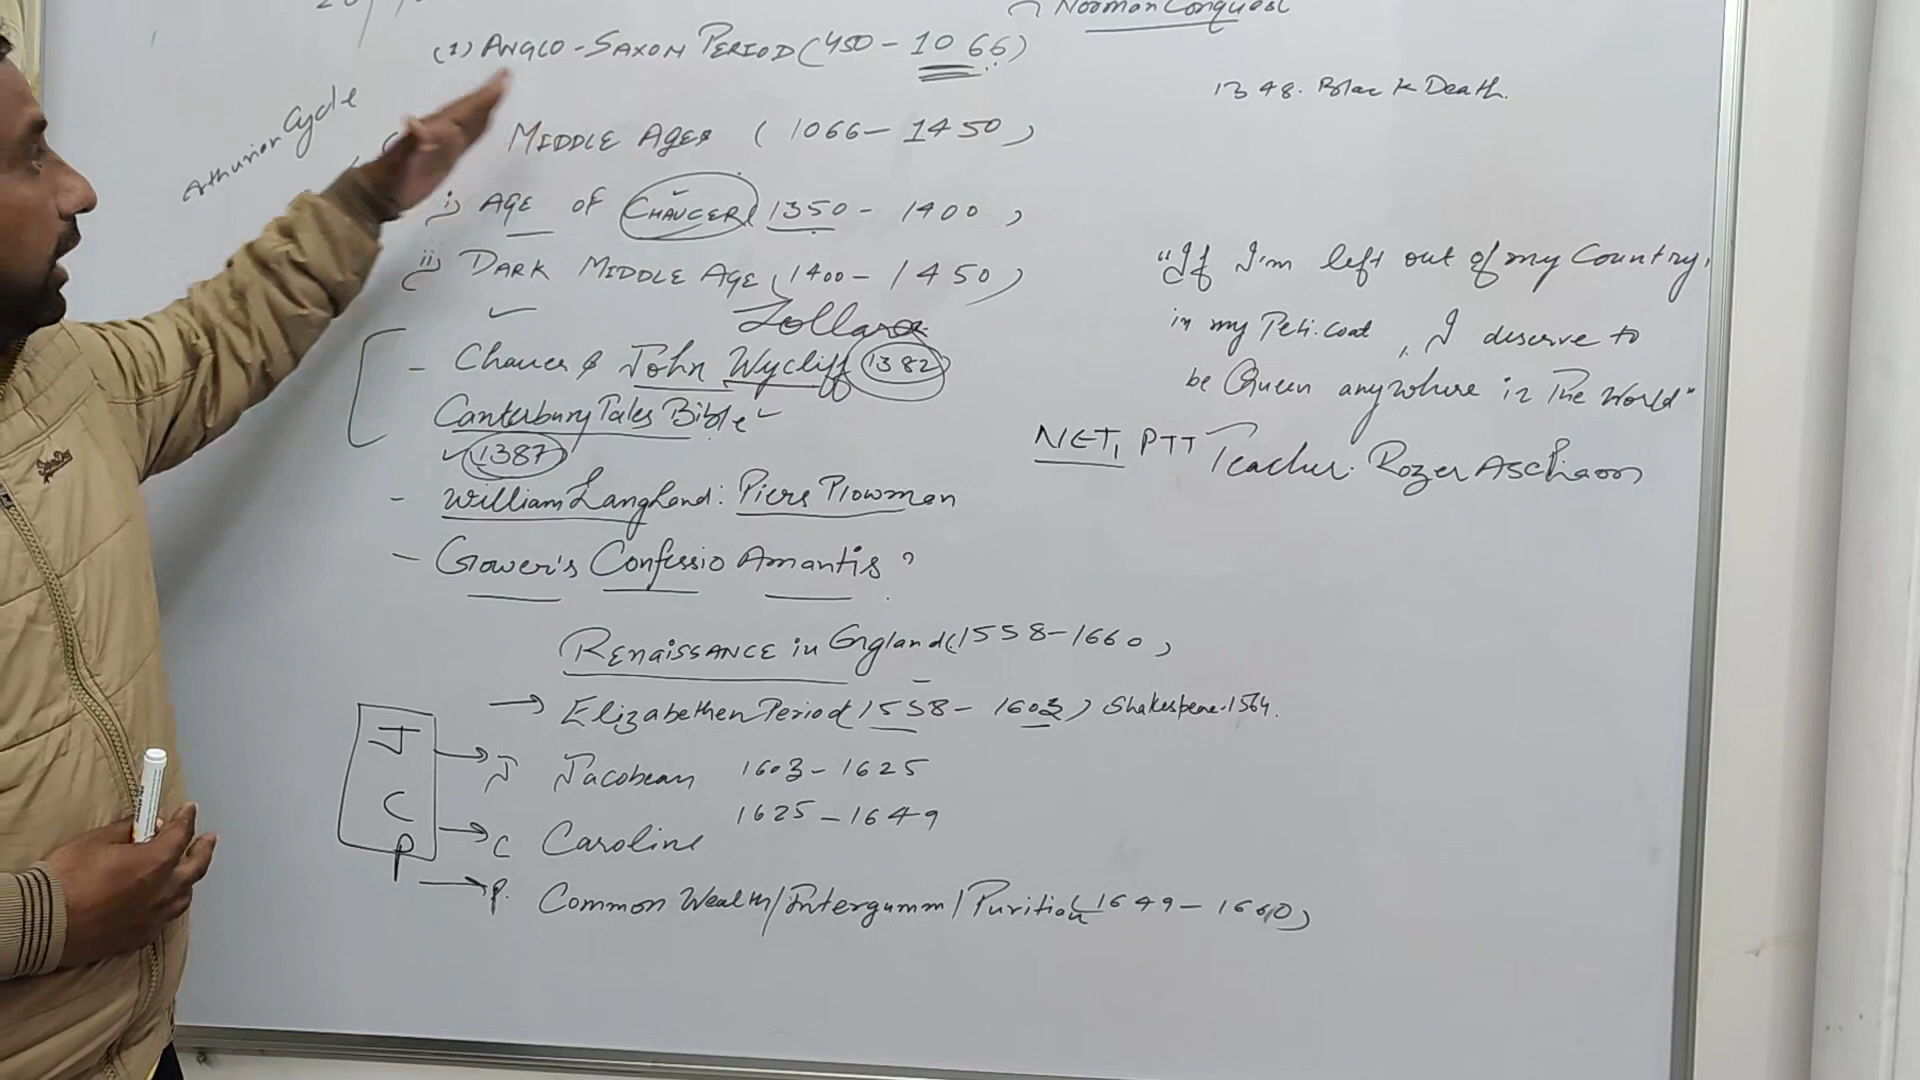 Norman Conquest
(1) ANGLO-SAXON PERIOD (450-1066)
1348. Black Death.
Arthurian Cycle
MIDDLE AGES (1066-1450)
i) AGE OF CHAUCER 1350-1400)
ii) DARK MIDDLE AGE (1400-1450)
- Chaucer & John Wycliff 1382
Canterbury Tales Bible
1387
- William Langland: Piers Plowman
- Gower's Confessio Amantis
"If I'm left out of my Country,
in my Peti.coat, I deserve to
be Queen anywhere in The World"
NET, PTT Teacher. Rozer Ascham
RENAISSANCE in England (1558-1660)
→ Elizabethen Period (1558-1603) Shakespeare.1564.
J → J Jacobean 1603-1625
C → C Caroline 1625-1649
P → P. Common Wealth/Intergumm/Purition (1649-1660)